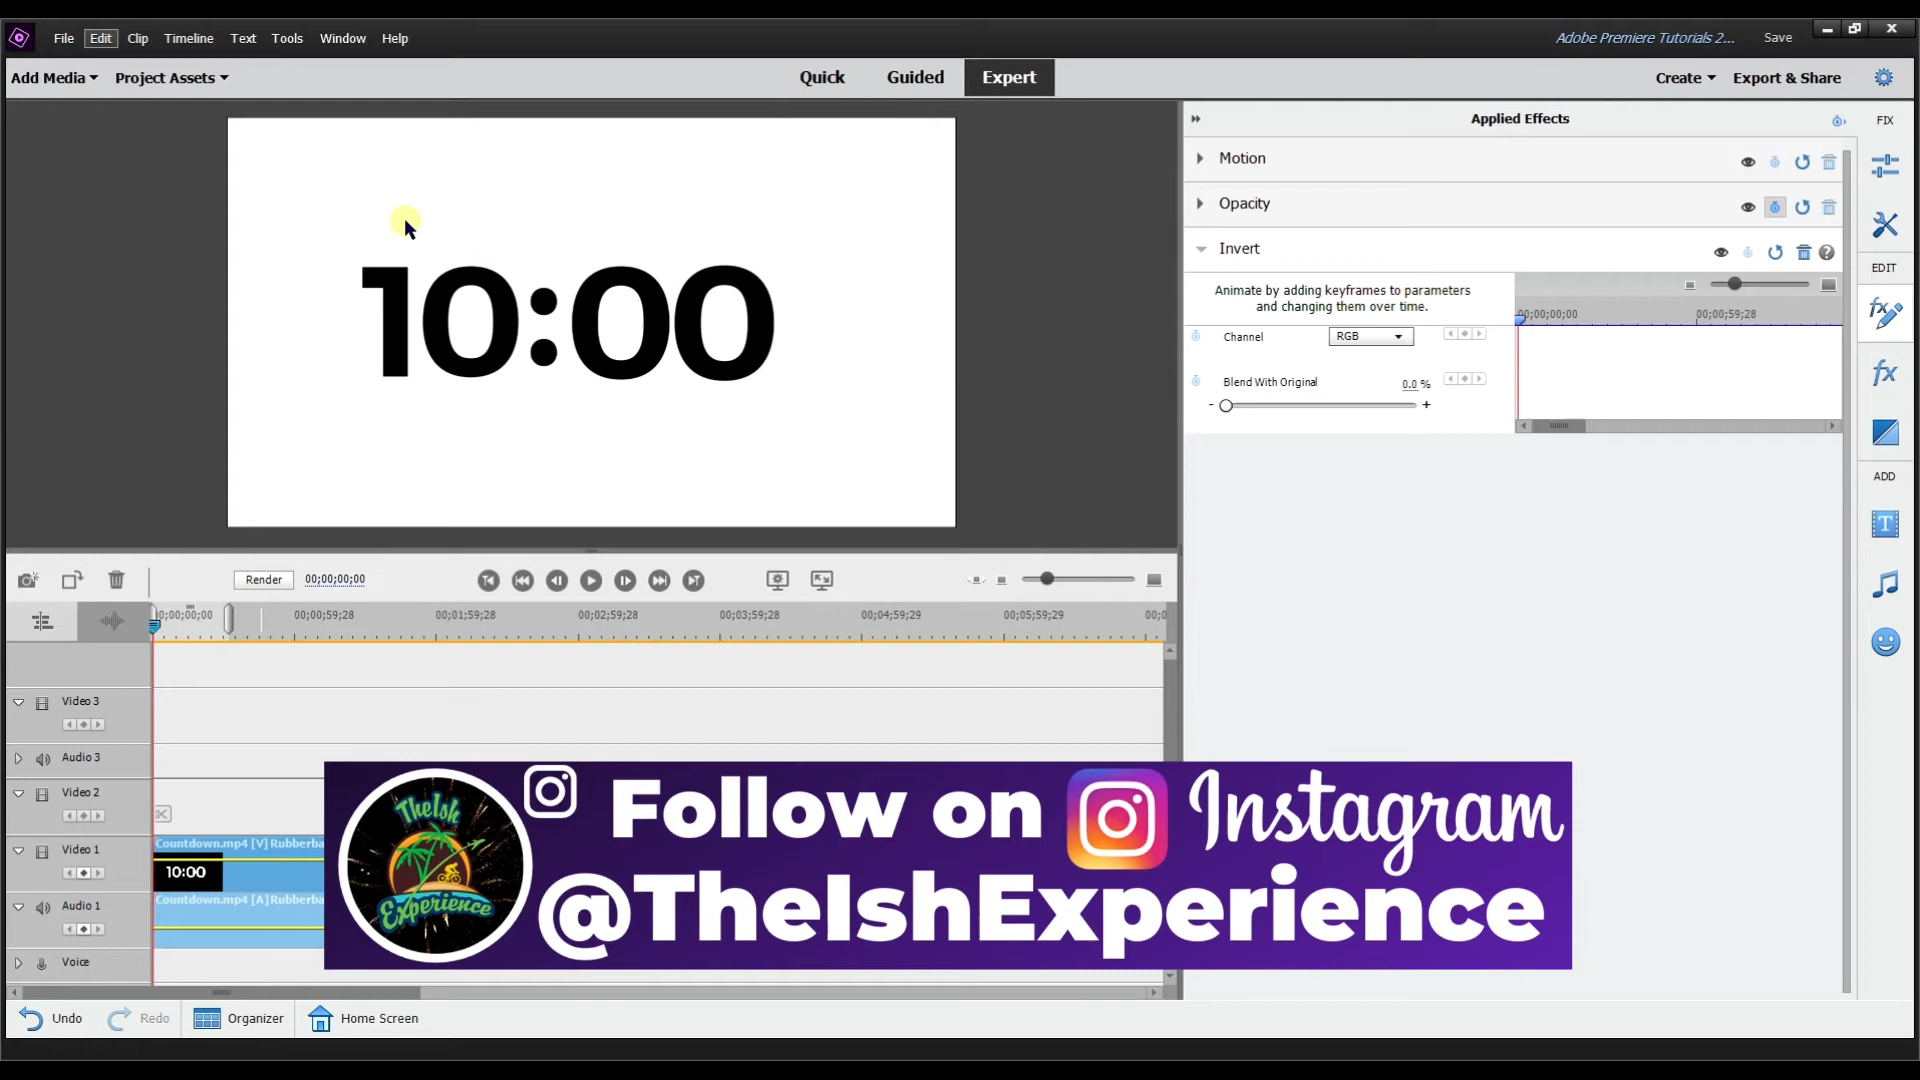 File Edit Clip Timeline Text Tools Window Help
Adobe Premiere Tutorials 2... Save
Add Media Project Assets
Quick Guided Expert
Create Export & Share
Applied Effects
FIX
Motion
Opacity
Invert
EDIT
Animate by adding keyframes to parameters
and changing them over time.
00;00;00;00 00;00;59;28
Channel RGB
Blend With Original 0.0 %
- +
ADD
10:00
Render 00;00;00;00
00;00;00;00 00;00;59;28 00;01;59;28 00;02;59;28 00;03;59;28 00;04;59;29 00;05;59;29 00;0
Video 3
Audio 3
Video 2
Video 1
Countdown.mp4 [V]Rubberba
10:00
Audio 1
Countdown.mp4 [A]Rubberba
Voice
TheIsh
Experience
Follow on Instagram
@TheIshExperience
Undo Redo Organizer Home Screen